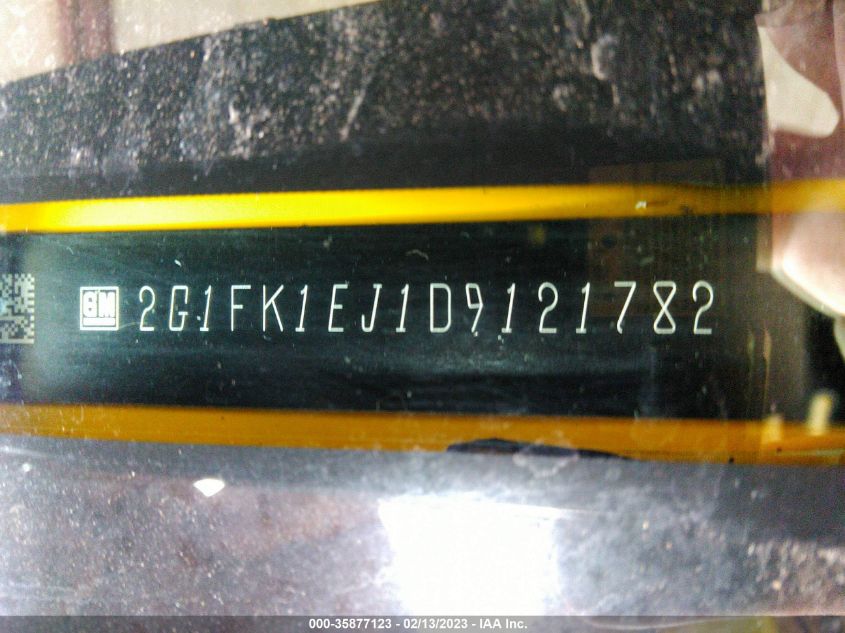 GM 2G1FK1EJ1D9121782
000-35877123 - 02/13/2023 - IAA Inc.